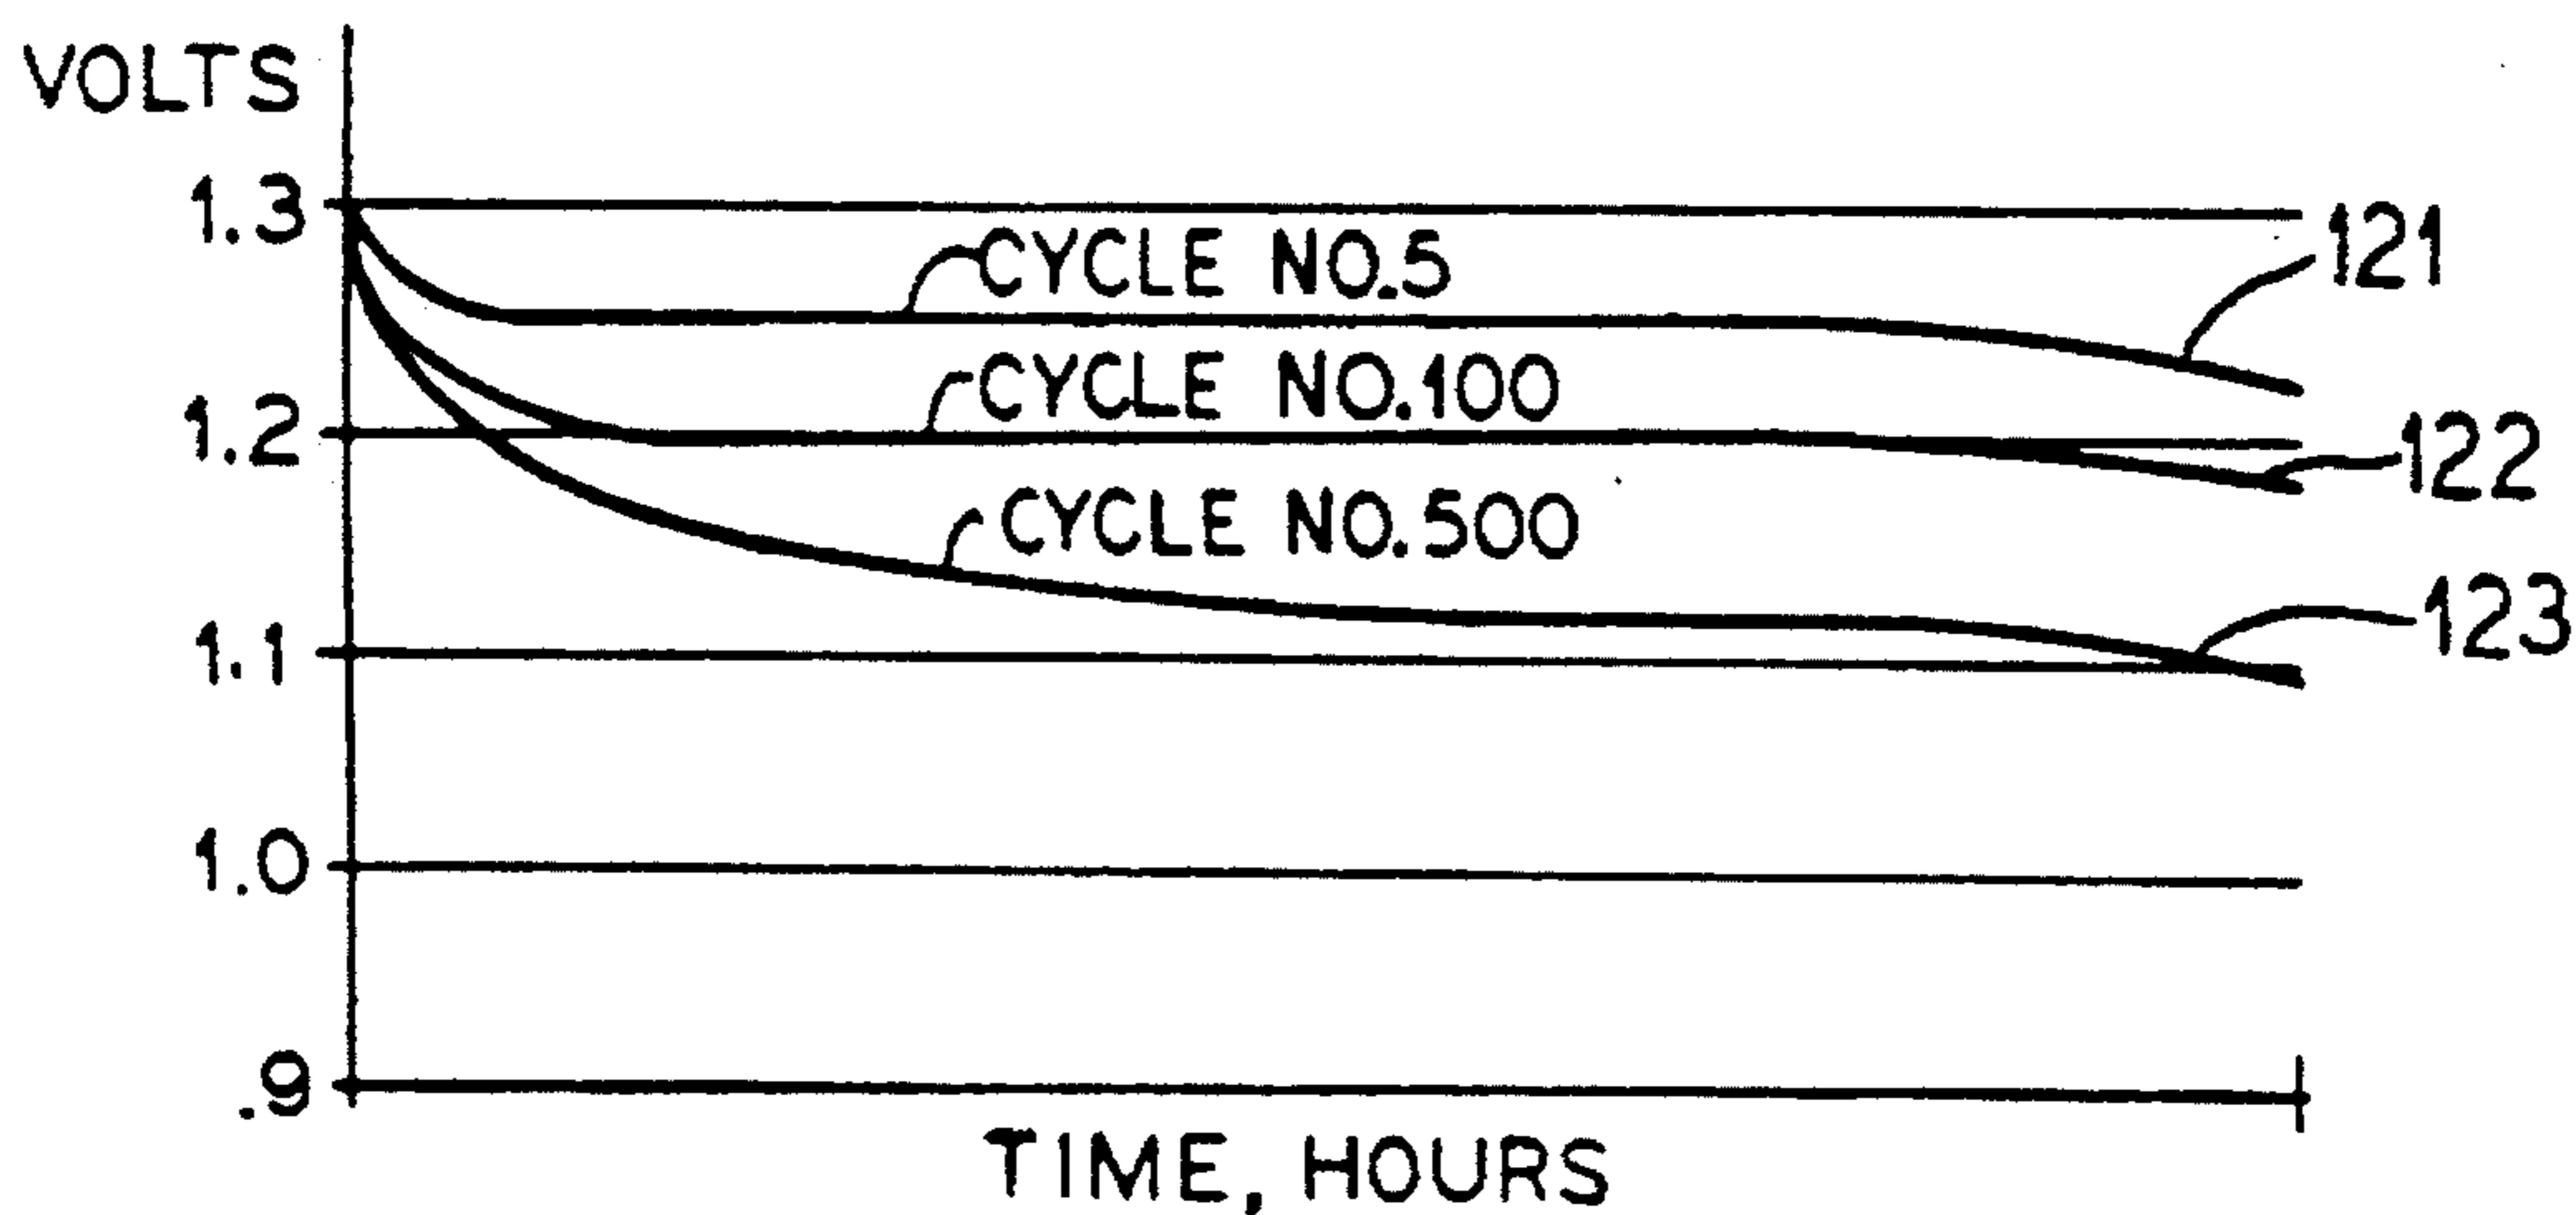 VOLTS
1.3
CYCLE NO.5
121
1.2
CYCLE NO.100
122
CYCLE NO.500
1.1
123
1.0
.9
TIME, HOURS